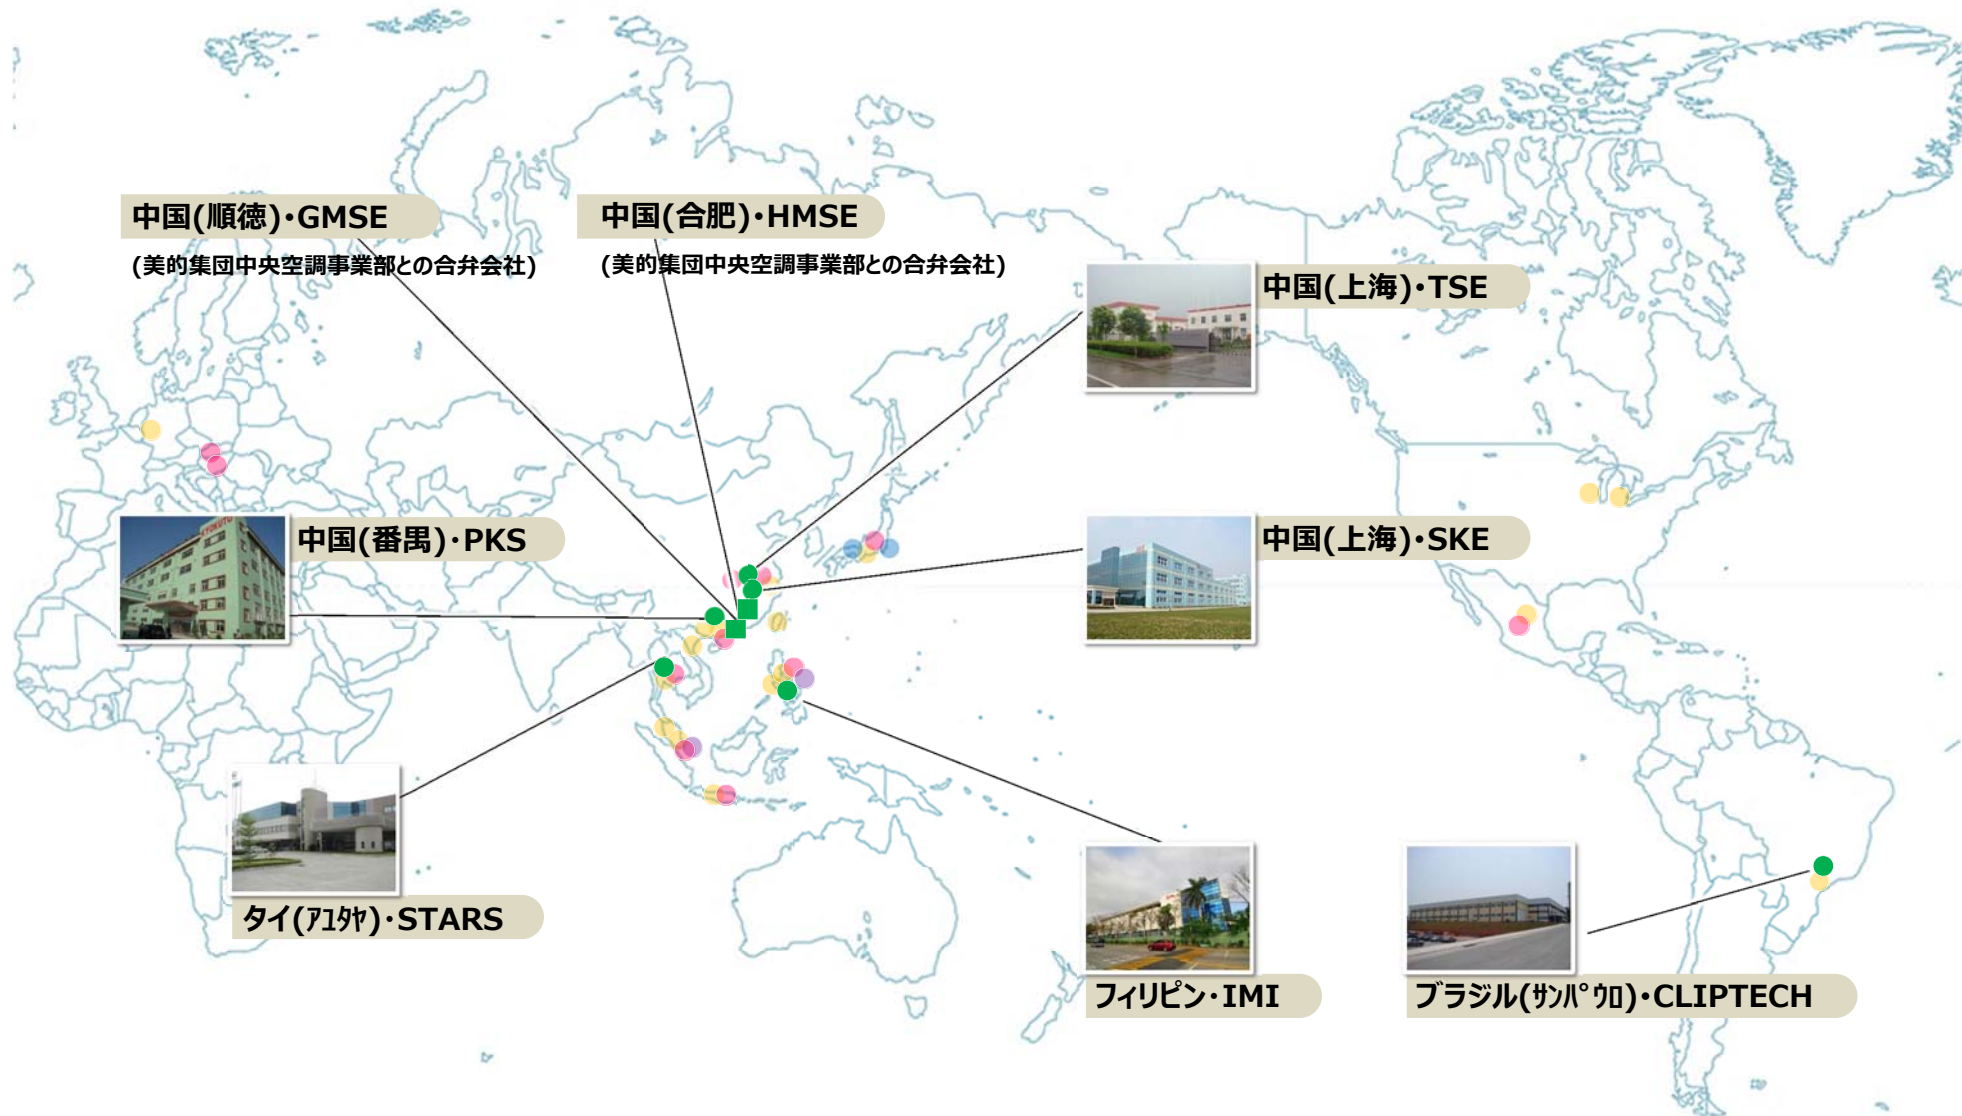 中国(順徳)・GMSE
(美的集団中央空調事業部との合弁会社)
中国(合肥)・HMSE
(美的集団中央空調事業部との合弁会社)
中国(上海)・TSE
中国(番禺)・PKS
KYOKUTO
中国(上海)・SKE
タイ(ｱﾕﾀﾔ)・STARS
フィリピン・IMI
ブラジル(ｻﾝﾊﾟｳﾛ)・CLIPTECH